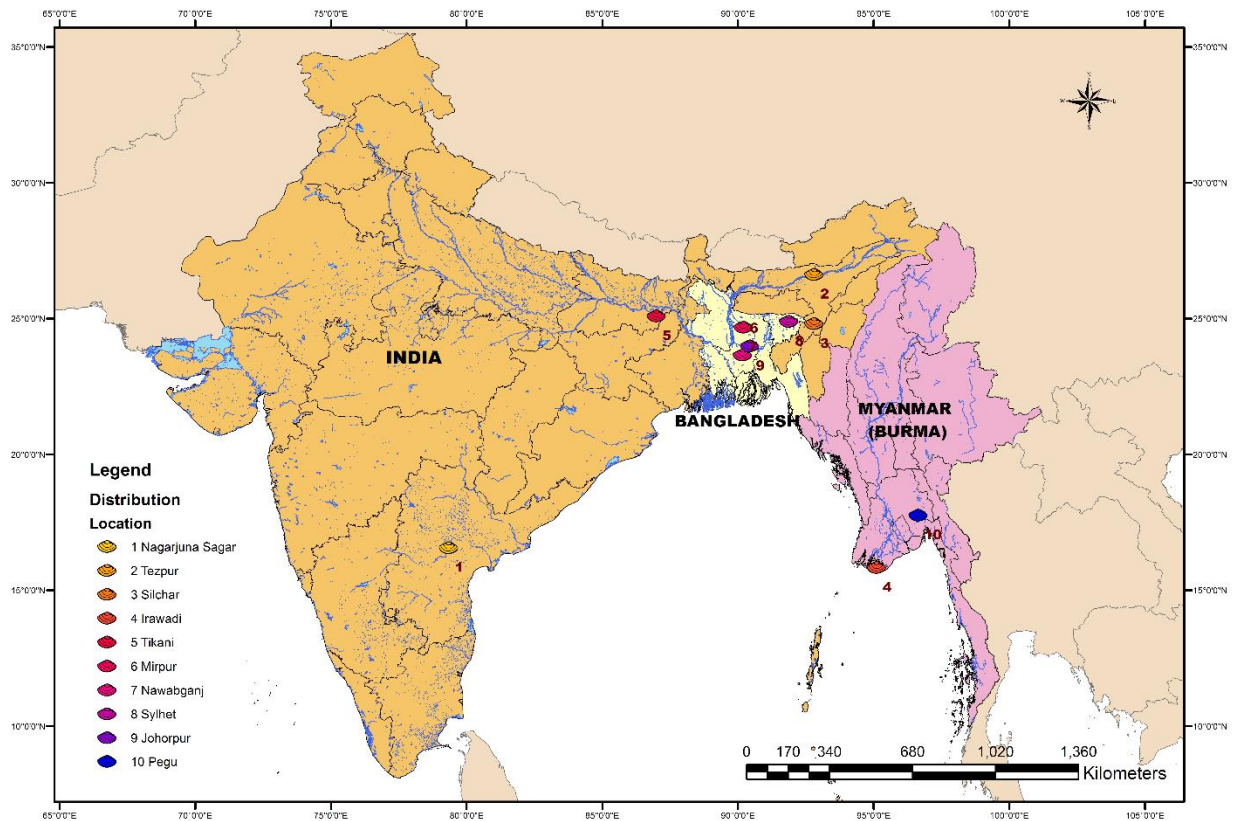 65°0'0"E 70°0'0"E 75°0'0"E 80°0'0"E 85°0'0"E 90°0'0"E 95°0'0"E 100°0'0"E 105°0'0"E
35°0'0"N 35°0'0"N
30°0'0"N 30°0'0"N
25°0'0"N 25°0'0"N
20°0'0"N 20°0'0"N
15°0'0"N 15°0'0"N
10°0'0"N 10°0'0"N
N
W E
S
2
5
6
8
3
9
INDIA
BANGLADESH
MYANMAR
(BURMA)
1
10
4
Legend
Distribution
Location
1 Nagarjuna Sagar
2 Tezpur
3 Silchar
4 Irawadi
5 Tikani
6 Mirpur
7 Nawabganj
8 Sylhet
9 Johorpur
10 Pegu
0 170 340 680 1,020 1,360
Kilometers
65°0'0"E 70°0'0"E 75°0'0"E 80°0'0"E 85°0'0"E 90°0'0"E 95°0'0"E 100°0'0"E 105°0'0"E